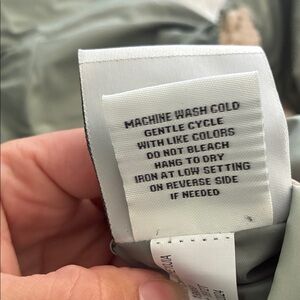 MACHINE WASH COLD
GENTLE CYCLE
WITH LIKE COLORS
DO NOT BLEACH
HANG TO DRY
IRON AT LOW SETTING
ON REVERSE SIDE
IF NEEDED